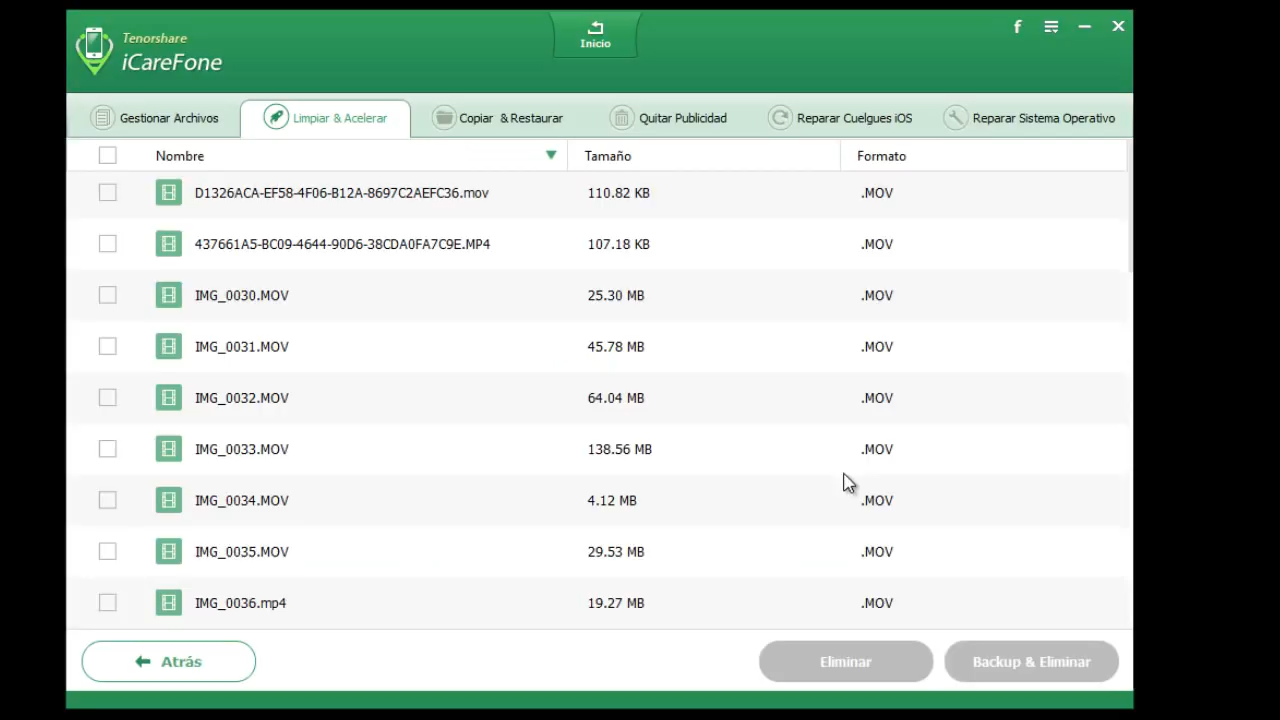 Tenorshare
iCareFone
Inicio
f
Gestionar Archivos Limpiar & Acelerar Copiar & Restaurar Quitar Publicidad Reparar Cuelgues iOS Reparar Sistema Operativo
Nombre Tamaño Formato
D1326ACA-EF58-4F06-B12A-8697C2AEFC36.mov 110.82 KB .MOV
437661A5-BC09-4644-90D6-38CDA0FA7C9E.MP4 107.18 KB .MOV
IMG_0030.MOV 25.30 MB .MOV
IMG_0031.MOV 45.78 MB .MOV
IMG_0032.MOV 64.04 MB .MOV
IMG_0033.MOV 138.56 MB .MOV
IMG_0034.MOV 4.12 MB .MOV
IMG_0035.MOV 29.53 MB .MOV
IMG_0036.mp4 19.27 MB .MOV
Atrás Eliminar Backup & Eliminar